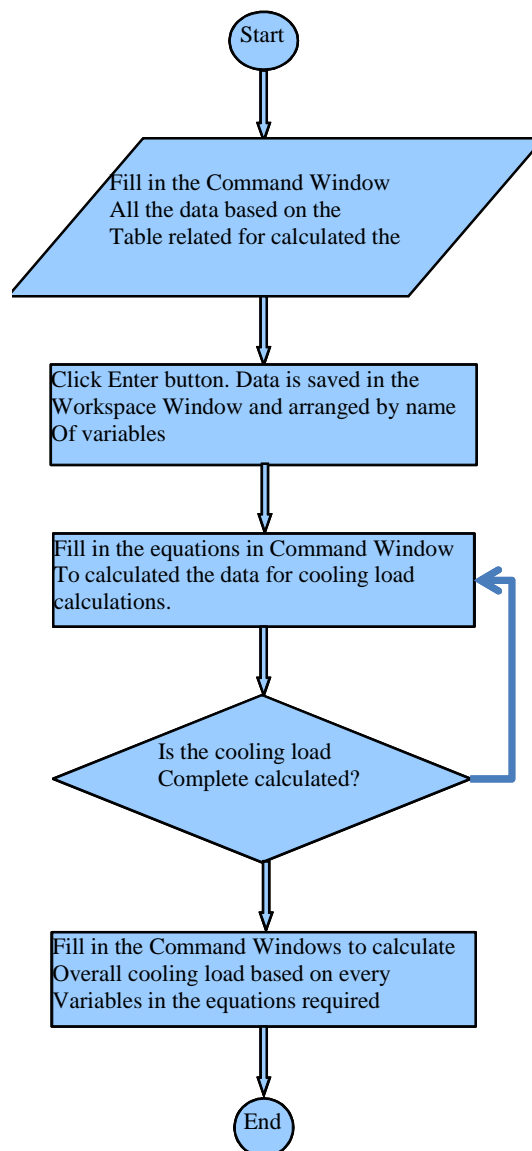 Start
Fill in the Command Window
All the data based on the
Table related for calculated the
Click Enter button. Data is saved in the
Workspace Window and arranged by name
Of variables
Fill in the equations in Command Window
To calculated the data for cooling load
calculations.
Is the cooling load
Complete calculated?
Fill in the Command Windows to calculate
Overall cooling load based on every
Variables in the equations required
End